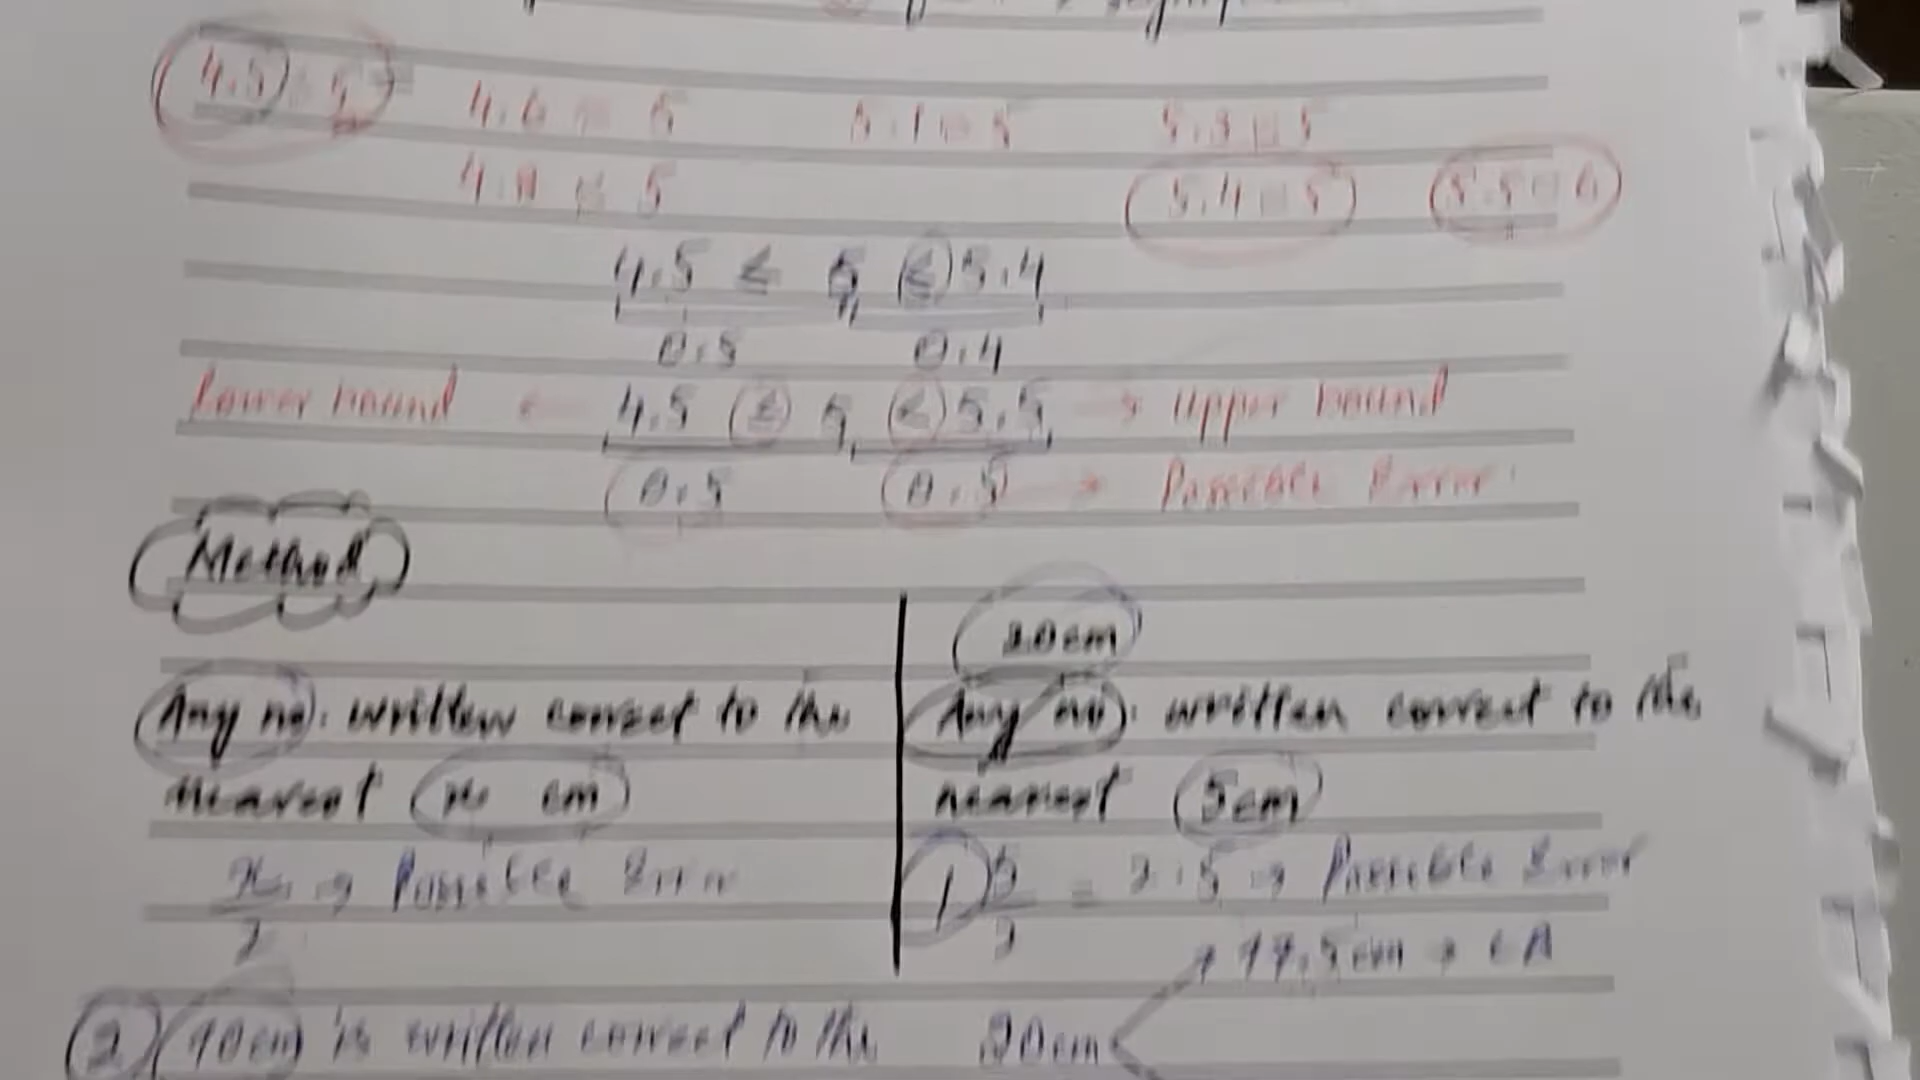 4.5 = 5 4.6 = 5 5.1 = 5 5.3 = 5
4.8 = 5 5.4 = 5 5.5 = 6
4.5 ≤ 5 ≤ 5.4
0.5 0.4
Lower bound ← 4.5 ≤ 5 < 5.5 → Upper bound
0.5 0.5 → Possible Error
Method
20cm
Any no. written correct to the
nearest x cm
x/2 → Possible Error
Any no. written correct to the
nearest 5cm
1) 5/2 = 2.5 → Possible Error
20cm → 17.5cm →
2) 10cm is written correct to the